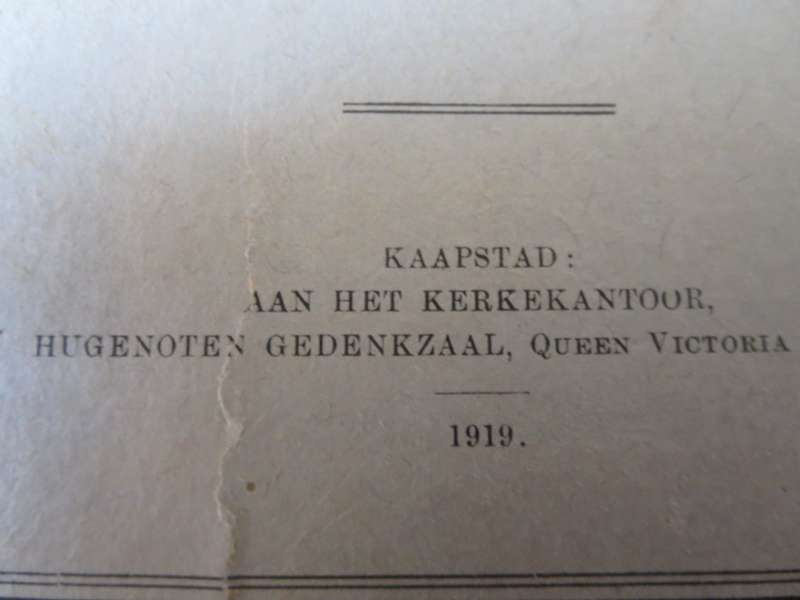 KAAPSTAD:
AAN HET KERKEKANTOOR,
HUGENOTEN GEDENKZAAL, QUEEN VICTORIA
1919.